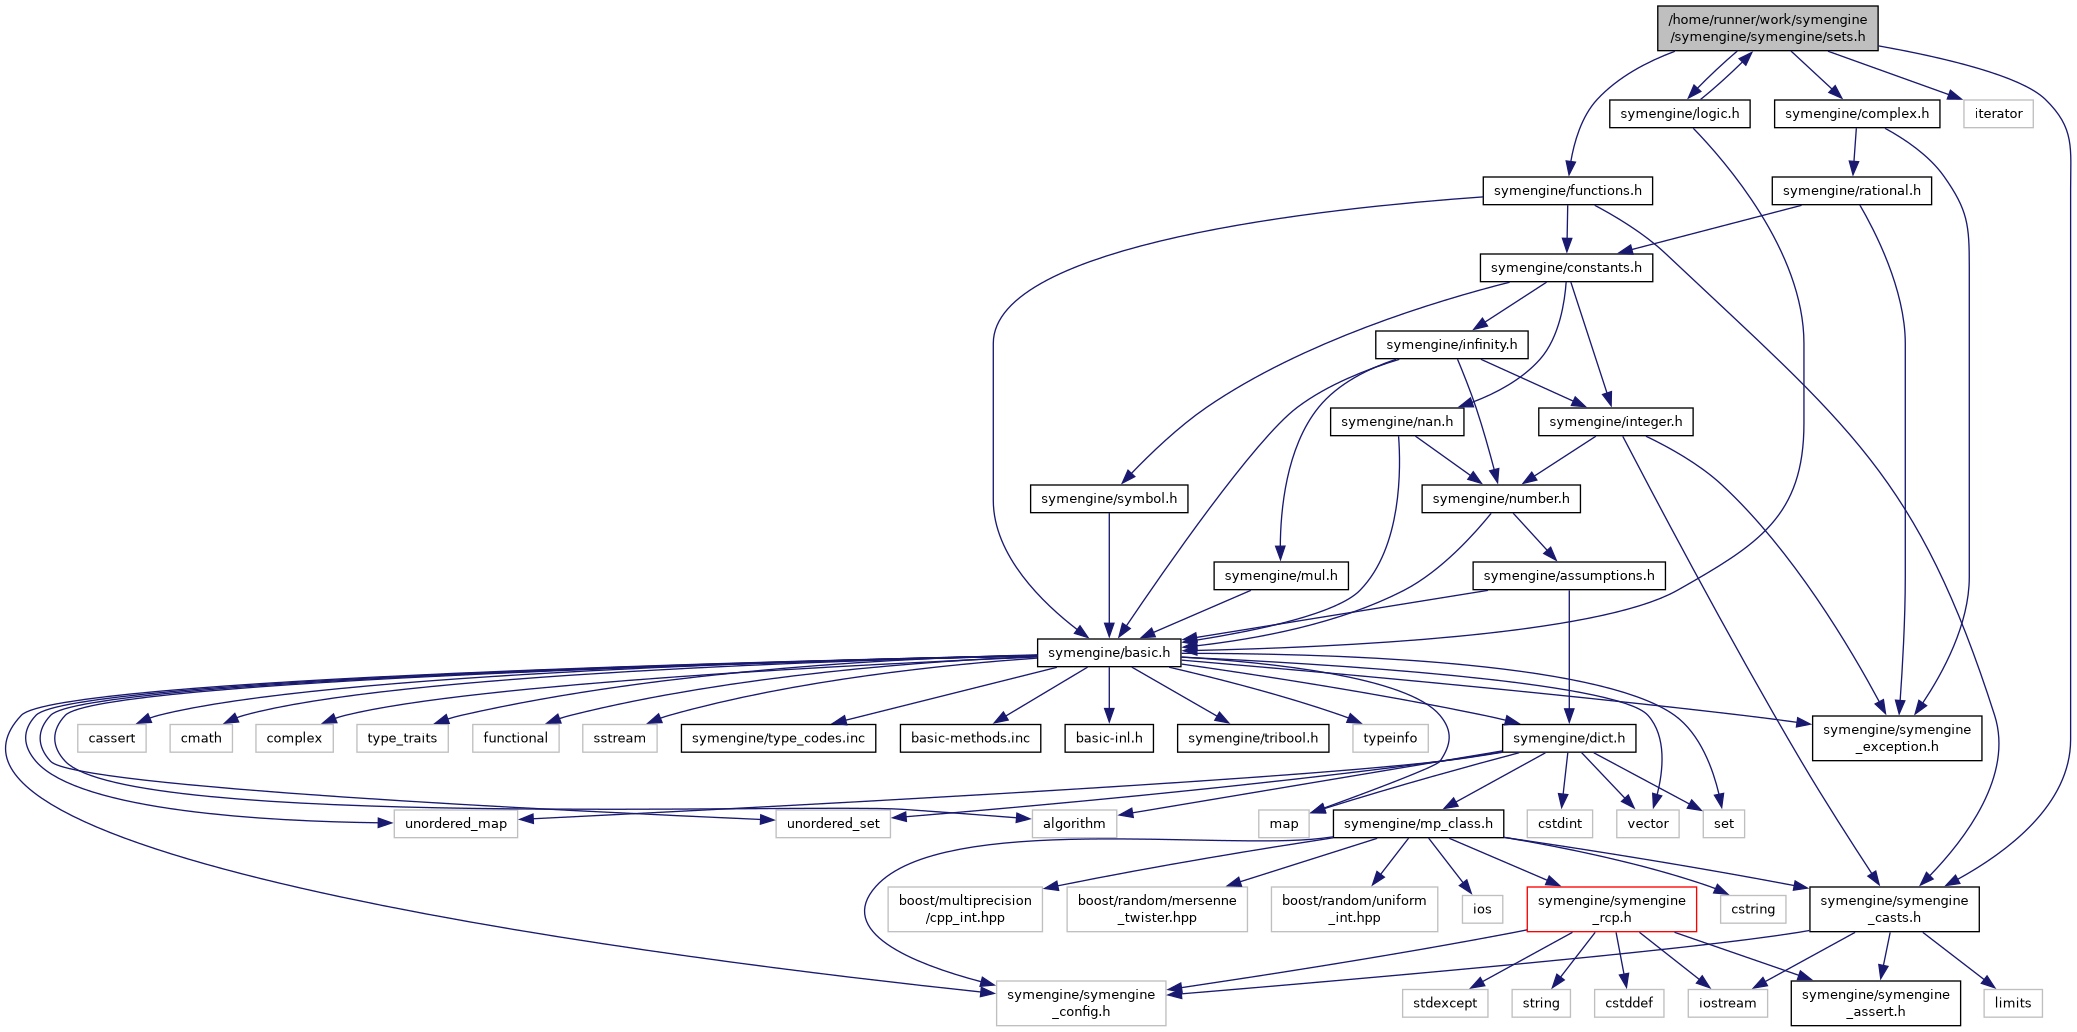 /home/runner/work/symengine
/symengine/symengine/sets.h
symengine/logic.h
symengine/complex.h
iterator
symengine/functions.h
symengine/rational.h
symengine/constants.h
symengine/infinity.h
symengine/nan.h
symengine/integer.h
symengine/symbol.h
symengine/number.h
symengine/mul.h
symengine/assumptions.h
symengine/basic.h
cassert
cmath
complex
type_traits
functional
sstream
symengine/type_codes.inc
basic-methods.inc
basic-inl.h
symengine/tribool.h
typeinfo
symengine/dict.h
symengine/symengine
_exception.h
unordered_map
unordered_set
algorithm
map
symengine/mp_class.h
cstdint
vector
set
boost/multiprecision
/cpp_int.hpp
boost/random/mersenne
_twister.hpp
boost/random/uniform
_int.hpp
ios
symengine/symengine
_rcp.h
cstring
symengine/symengine
_casts.h
symengine/symengine
_config.h
stdexcept
string
cstddef
iostream
symengine/symengine
_assert.h
limits